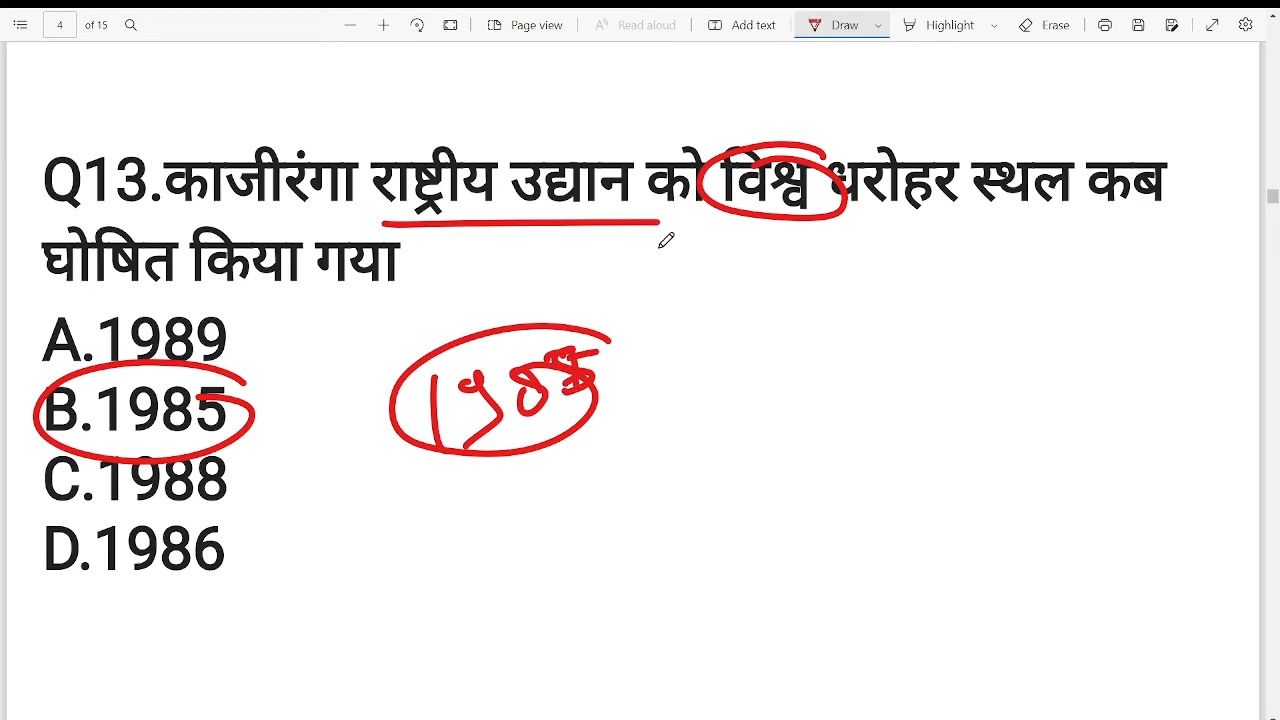 4 of 15 Page view Read aloud Add text Draw Highlight Erase
Q13.काजीरंगा राष्ट्रीय उद्यान को विश्व धरोहर स्थल कब
घोषित किया गया
A.1989
B.1985
1985
C.1988
D.1986